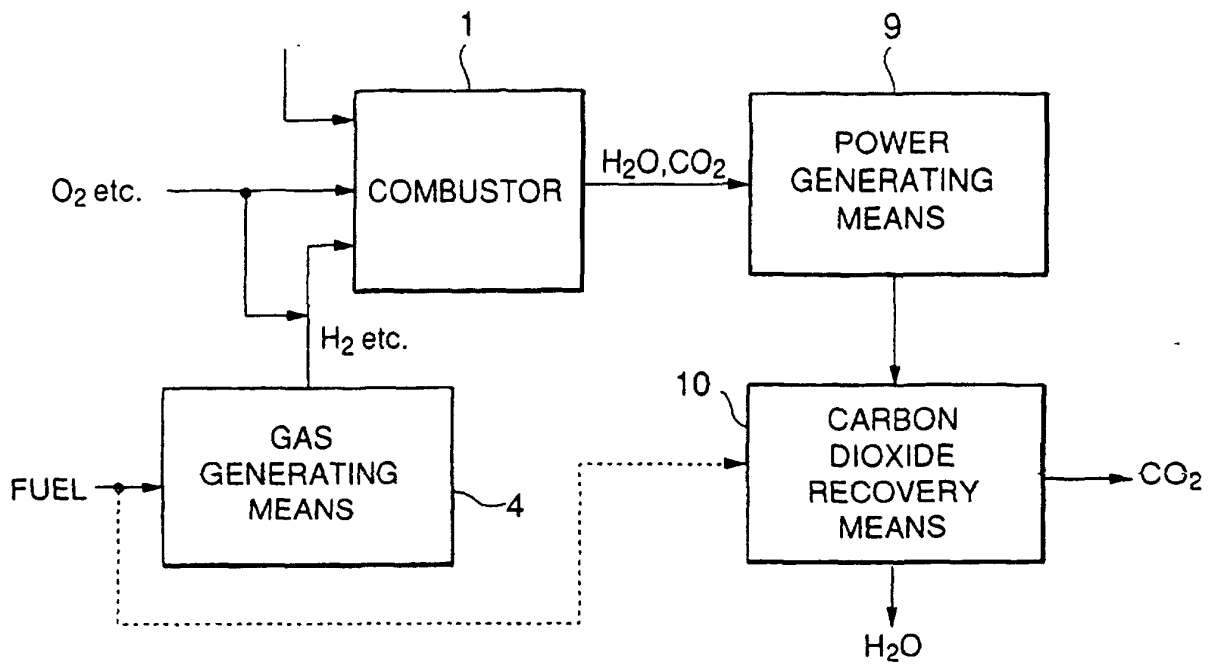 1
9
COMBUSTOR
O₂ etc.
H₂O,CO₂
POWER
GENERATING
MEANS
H₂ etc.
GAS
GENERATING
MEANS
FUEL
4
10
CARBON
DIOXIDE
RECOVERY
MEANS
CO₂
H₂O